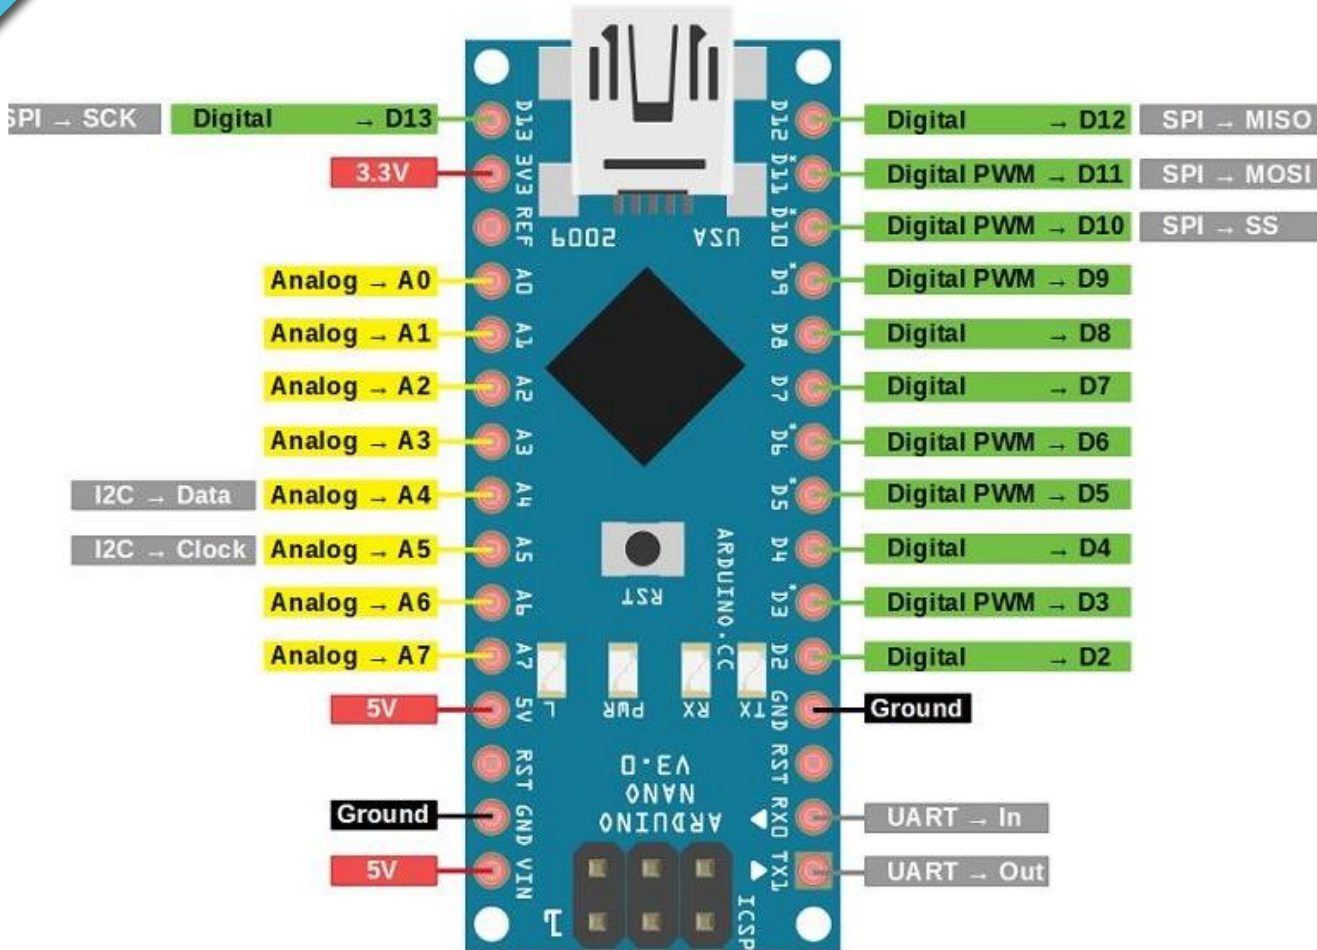 SPI → SCK
Digital → D13
3.3V
Analog → A0
Analog → A1
Analog → A2
Analog → A3
I2C → Data
Analog → A4
I2C → Clock
Analog → A5
Analog → A6
Analog → A7
5V
Ground
5V
D13
3V3
REF
A0
A1
A2
A3
A4
A5
A6
A7
5V
RST
GND
VIN
2009
USA
RST
ARDUINO.CC
L
PWR
RX
TX
ARDUINO
NANO
V3.0
1
ICSP
D12
D11*
D10*
D9*
D8
D7
D6*
D5*
D4
D3*
D2
GND
RST
RX0
TX1
Digital → D12
SPI → MISO
Digital PWM → D11
SPI → MOSI
Digital PWM → D10
SPI → SS
Digital PWM → D9
Digital → D8
Digital → D7
Digital PWM → D6
Digital PWM → D5
Digital → D4
Digital PWM → D3
Digital → D2
Ground
UART → In
UART → Out